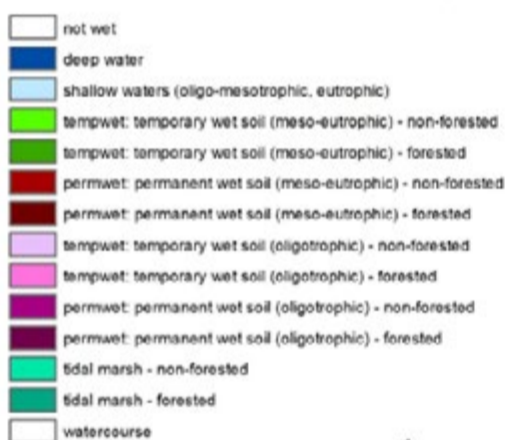 not wet
deep water
shallow waters (oligo-mesotrophic, eutrophic)
tempwet: temporary wet soil (meso-eutrophic) - non-forested
tempwet: temporary wet soil (meso-eutrophic) - forested
permwet: permanent wet soil (meso-eutrophic) - non-forested
permwet: permanent wet soil (meso-eutrophic) - forested
tempwet: temporary wet soil (oligotrophic) - non-forested
tempwet: temporary wet soil (oligotrophic) - forested
permwet: permanent wet soil (oligotrophic) - non-forested
permwet: permanent wet soil (oligotrophic) - forested
tidal marsh - non-forested
tidal marsh - forested
watercourse